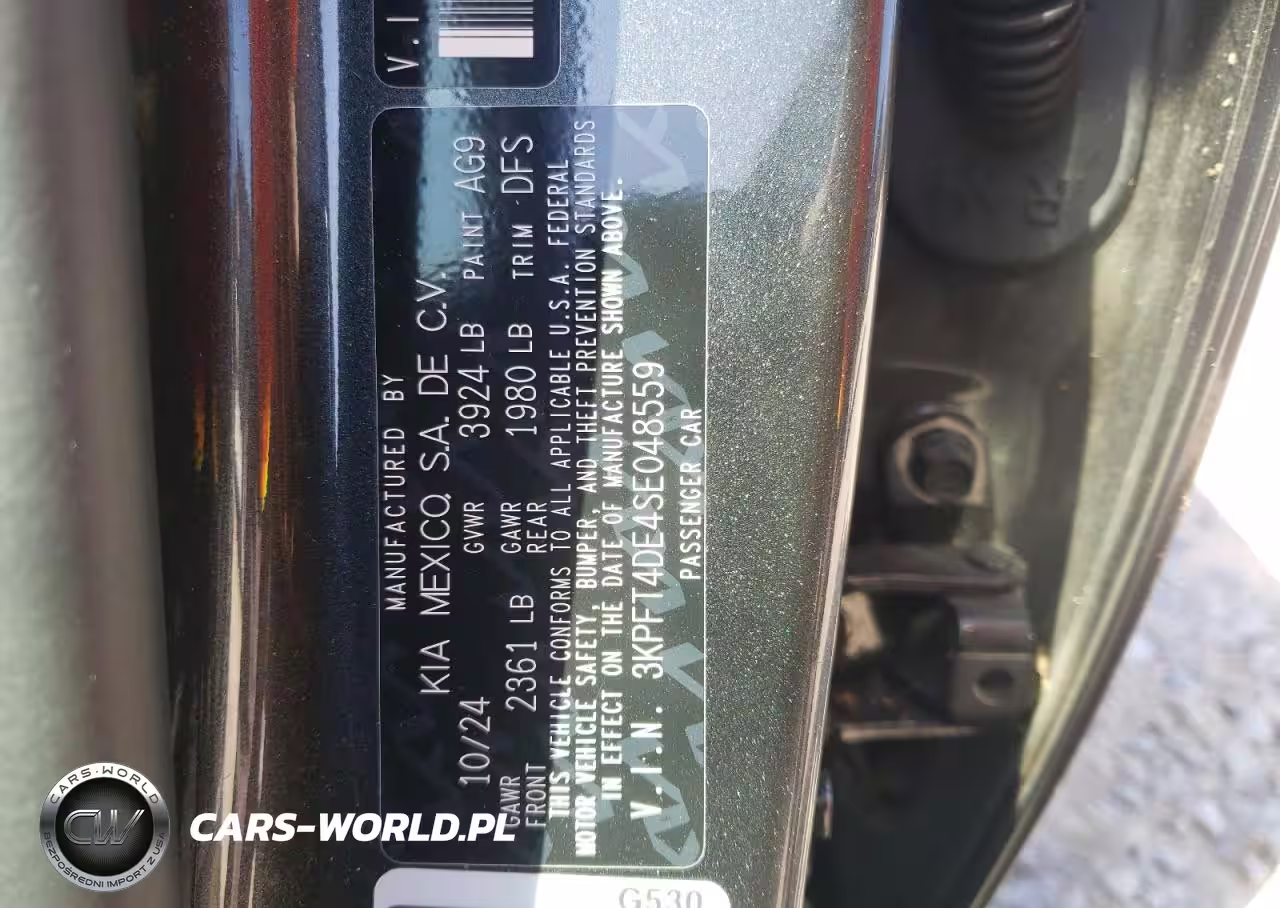 V.I
MANUFACTURED BY
KIA MEXICO, S.A. DE C.V.
10/24 GVWR 3924 LB PAINT AG9
GAWR FRONT 2361 LB GAWR REAR 1980 LB TRIM DFS
THIS VEHICLE CONFORMS TO ALL APPLICABLE U.S.A. FEDERAL
MOTOR VEHICLE SAFETY, BUMPER, AND THEFT PREVENTION STANDARDS
IN EFFECT ON THE DATE OF MANUFACTURE SHOWN ABOVE.
V.I.N. 3KPFT4DE4SE048559
PASSENGER CAR
G530
CARS-WORLD
CW
BEZPOŚREDNI IMPORT Z USA
CARS-WORLD.PL